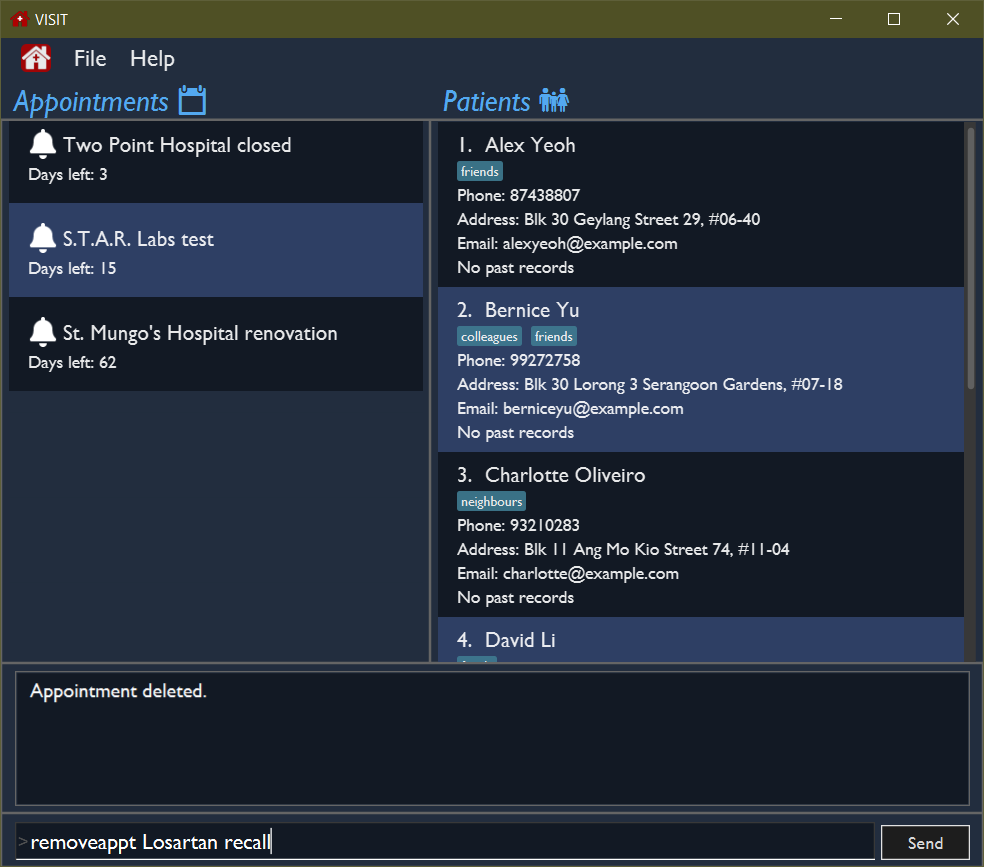 VISIT
File Help
Appointments
Two Point Hospital closed
Days left: 3
S.T.A.R. Labs test
Days left: 15
St. Mungo's Hospital renovation
Days left: 62
Patients
1. Alex Yeoh
friends
Phone: 87438807
Address: Blk 30 Geylang Street 29, #06-40
Email: alexyeoh@example.com
No past records
2. Bernice Yu
colleagues friends
Phone: 99272758
Address: Blk 30 Lorong 3 Serangoon Gardens, #07-18
Email: berniceyu@example.com
No past records
3. Charlotte Oliveiro
neighbours
Phone: 93210283
Address: Blk 11 Ang Mo Kio Street 74, #11-04
Email: charlotte@example.com
No past records
4. David Li
Appointment deleted.
>removeappt Losartan recall
Send